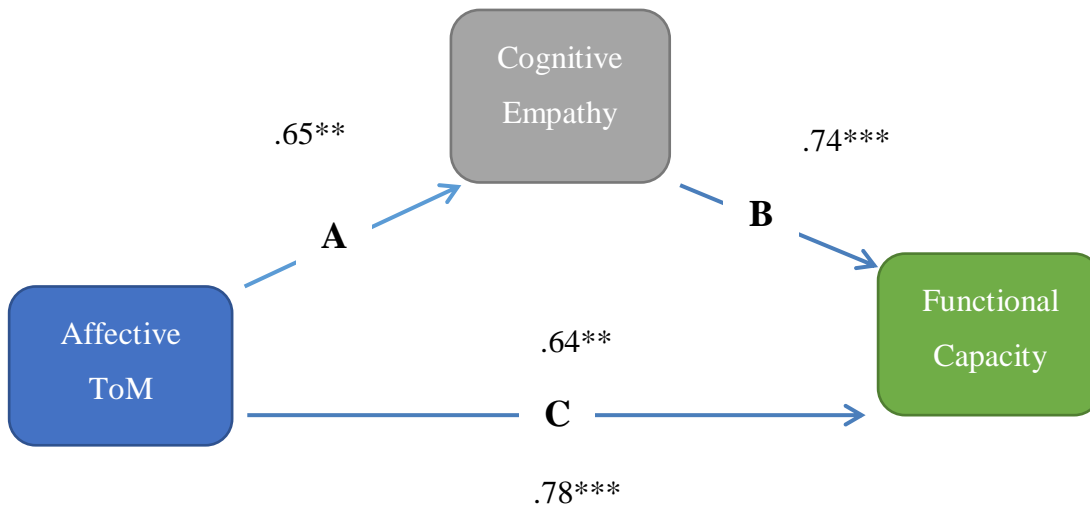 Cognitive
Empathy
.65**
.74***
A
B
Affective
ToM
Functional
Capacity
.64**
C
.78***